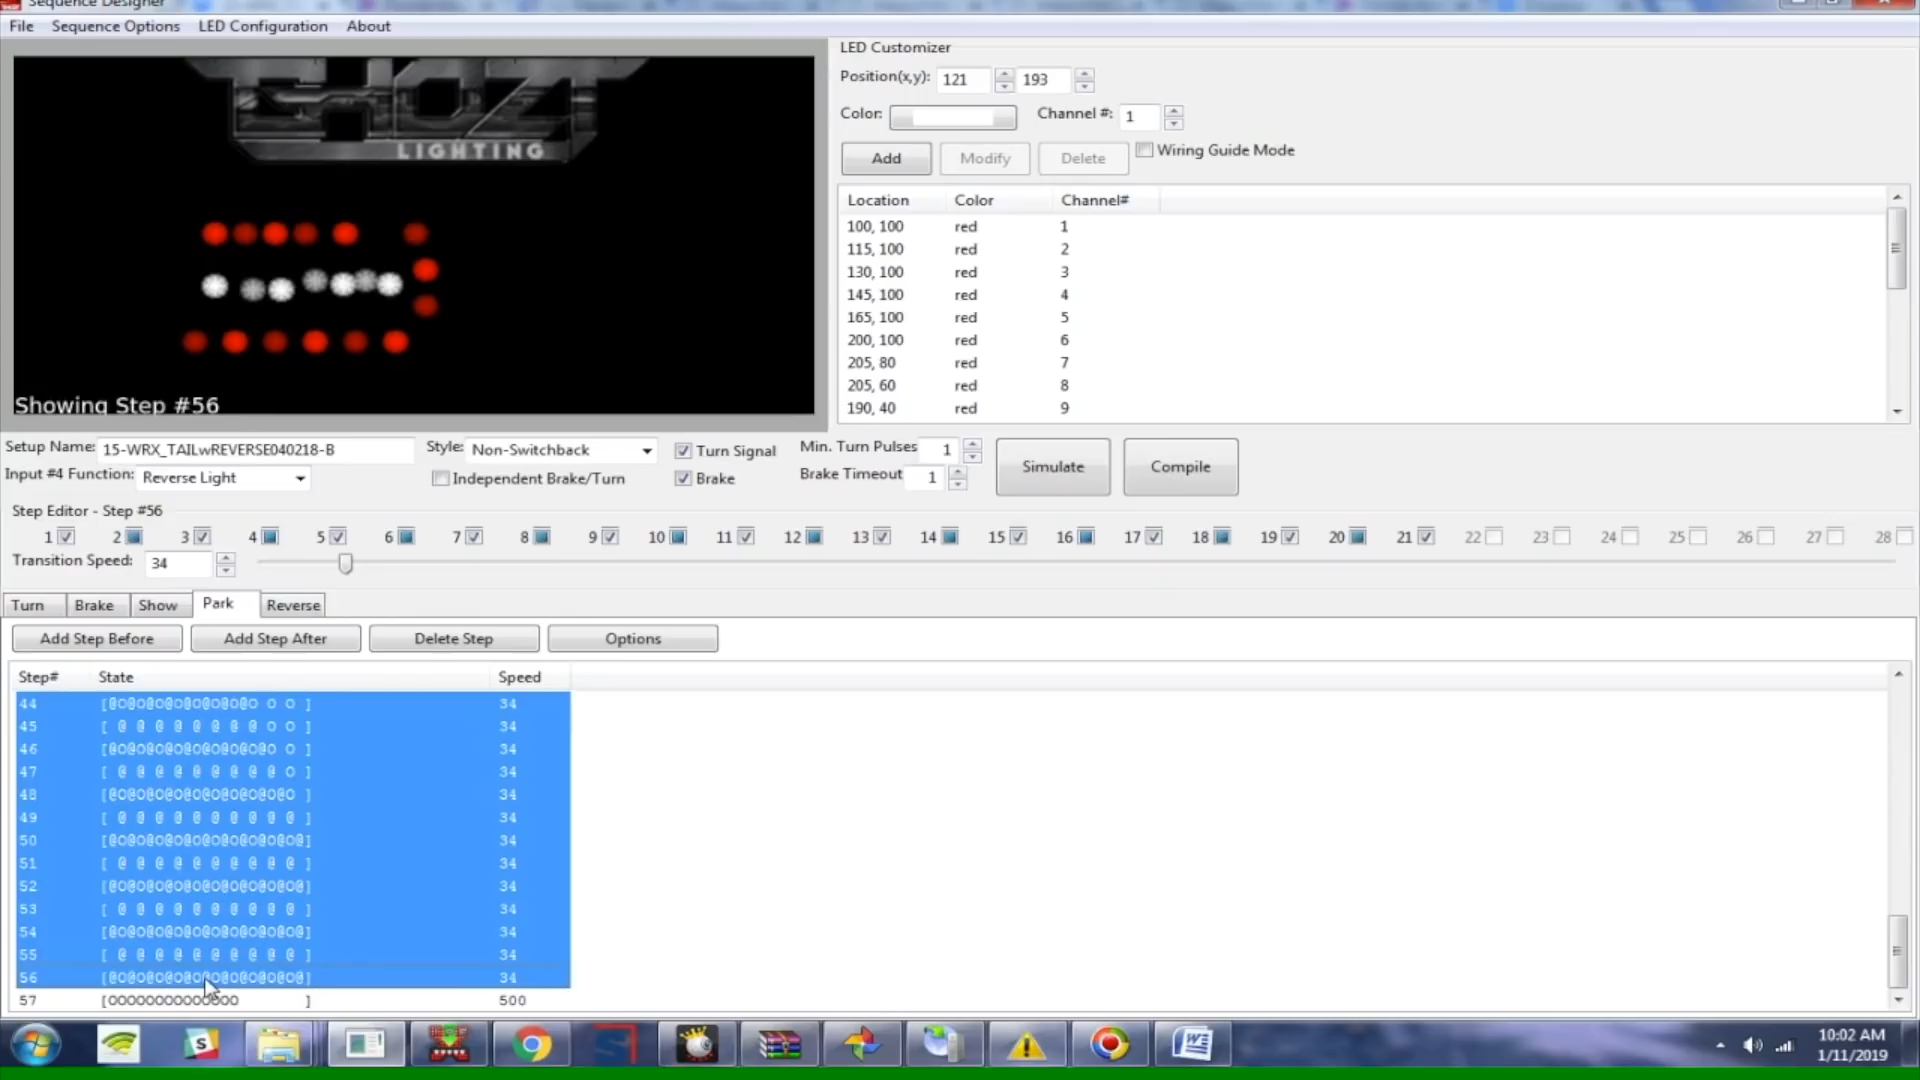 Sequence Designer
File Sequence Options LED Configuration About
LIGHTING
Showing Step #56
LED Customizer
Position(x,y): 121 193
Color: Channel #: 1
Add Modify Delete Wiring Guide Mode
Location Color Channel#
100, 100 red 1
115, 100 red 2
130, 100 red 3
145, 100 red 4
165, 100 red 5
200, 100 red 6
205, 80 red 7
205, 60 red 8
190, 40 red 9
Setup Name: 15-WRX_TAILwREVERSE040218-B Style: Non-Switchback Turn Signal Min. Turn Pulses 1 Simulate Compile
Input #4 Function: Reverse Light Independent Brake/Turn Brake Brake Timeout 1
Step Editor - Step #56
1 2 3 4 5 6 7 8 9 10 11 12 13 14 15 16 17 18 19 20 21 22 23 24 25 26 27 28
Transition Speed: 34
Turn Brake Show Park Reverse
Add Step Before Add Step After Delete Step Options
Step# State Speed
44 [@O@O@O@O@O@O@O@O O O ] 34
45 [ @ @ @ @ @ @ @ @ O O ] 34
46 [@O@O@O@O@O@O@O@O@O O ] 34
47 [ @ @ @ @ @ @ @ @ @ O ] 34
48 [@O@O@O@O@O@O@O@O@O@O ] 34
49 [ @ @ @ @ @ @ @ @ @ @ ] 34
50 [@O@O@O@O@O@O@O@O@O@O@] 34
51 [ @ @ @ @ @ @ @ @ @ @ ] 34
52 [@O@O@O@O@O@O@O@O@O@O@] 34
53 [ @ @ @ @ @ @ @ @ @ @ ] 34
54 [@O@O@O@O@O@O@O@O@O@O@] 34
55 [ @ @ @ @ @ @ @ @ @ @ ] 34
56 [@O@O@O@O@O@O@O@O@O@O@] 34
57 [OOOOOOOOOOOOOO ] 500
10:02 AM
1/11/2019